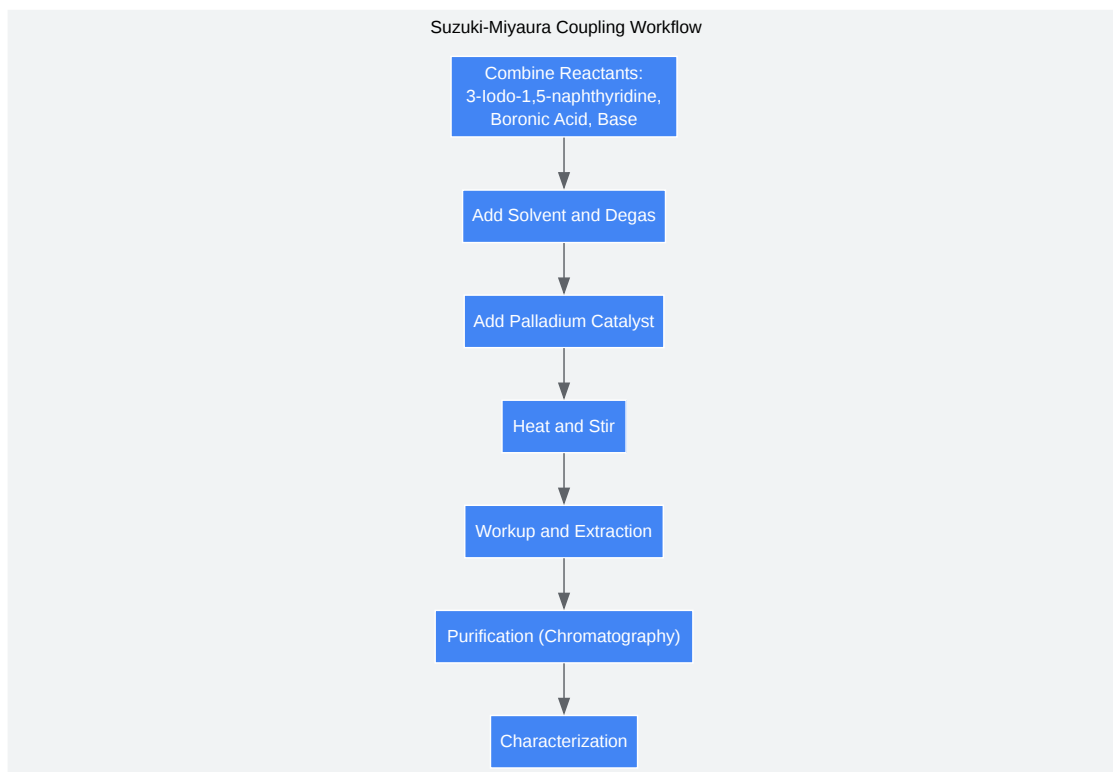 Suzuki-Miyaura Coupling Workflow
Combine Reactants:
3-Iodo-1,5-naphthyridine,
Boronic Acid, Base
Add Solvent and Degas
Add Palladium Catalyst
Heat and Stir
Workup and Extraction
Purification (Chromatography)
Characterization